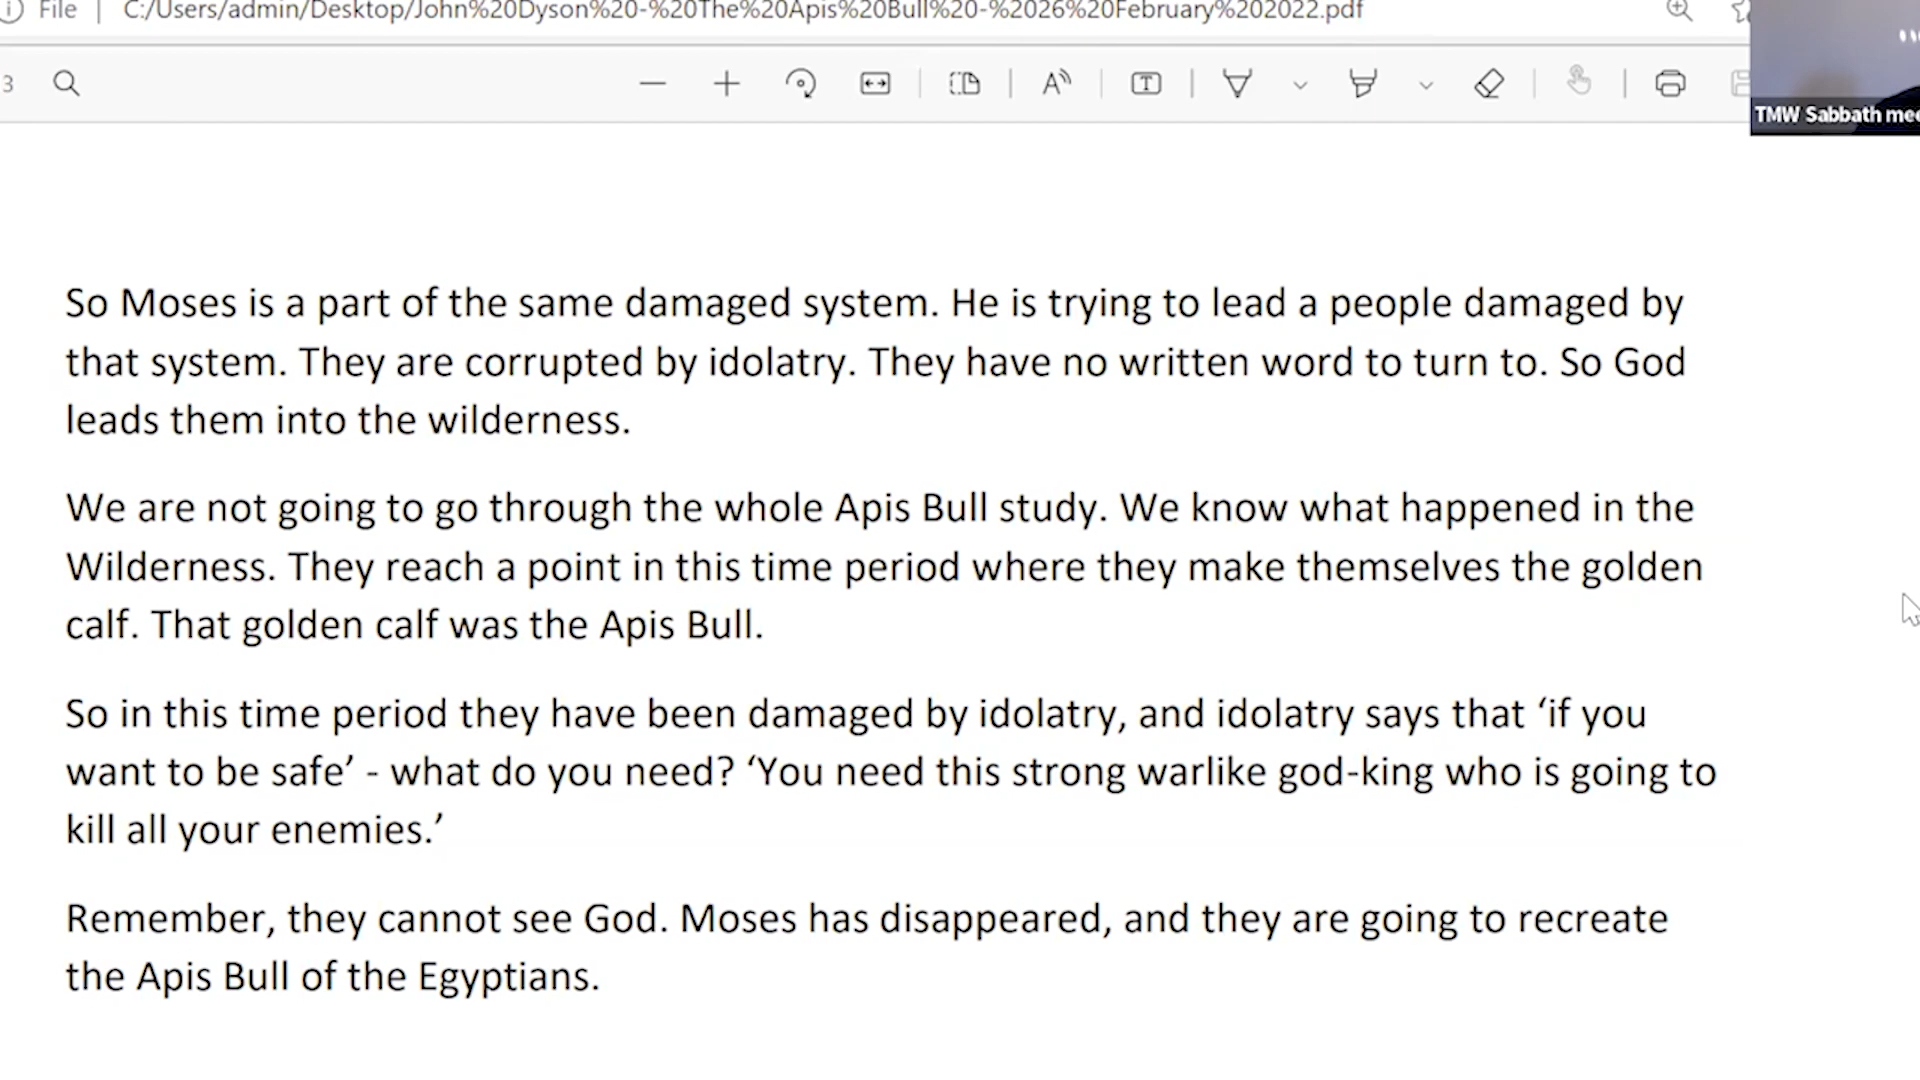 File | C:/Users/admin/Desktop/John%20Dyson%20-%20The%20Apis%20Bull%20-%2026%20February%202022.pdf
3
TMW Sabbath mee
So Moses is a part of the same damaged system. He is trying to lead a people damaged by
that system. They are corrupted by idolatry. They have no written word to turn to. So God
leads them into the wilderness.
We are not going to go through the whole Apis Bull study. We know what happened in the
Wilderness. They reach a point in this time period where they make themselves the golden
calf. That golden calf was the Apis Bull.
So in this time period they have been damaged by idolatry, and idolatry says that ‘if you
want to be safe’ - what do you need? ‘You need this strong warlike god-king who is going to
kill all your enemies.’
Remember, they cannot see God. Moses has disappeared, and they are going to recreate
the Apis Bull of the Egyptians.